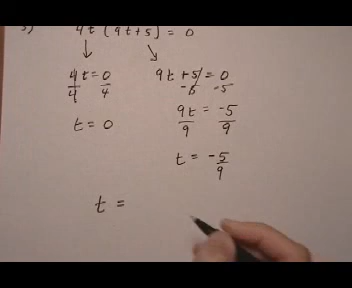 4t (9t+5) = 0
4t = 0 9t + 5 = 0
4 4 -5 -5
9t = -5
9 9
t = 0
t = -5
9
t =